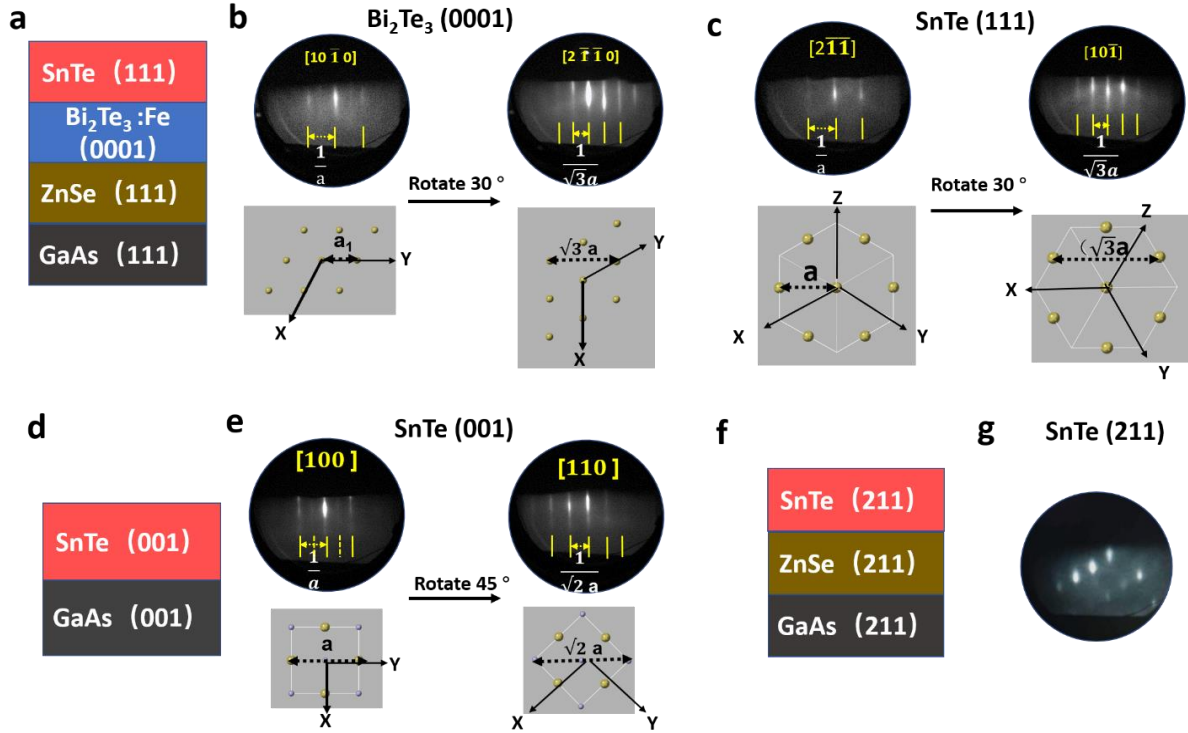 a
SnTe (111)
Bi₂Te₃ :Fe
(0001)
ZnSe (111)
GaAs (111)
b
Bi₂Te₃ (0001)
[10 1̅ 0]
1
a
Rotate 30 °
[2 1̅ 1̅ 0]
1
√3a
a₁
Y
X
√3 a
Y
X
c
SnTe (111)
[21̅1̅]
1
a
Rotate 30 °
[101̅]
1
√3a
Z
a
X
Y
Z
(√3a
X
Y
d
SnTe (001)
GaAs (001)
e
SnTe (001)
[100 ]
1
a
Rotate 45 °
[110 ]
1
√2 a
a
Y
X
√2 a
X
Y
f
SnTe (211)
ZnSe (211)
GaAs (211)
g
SnTe (211)